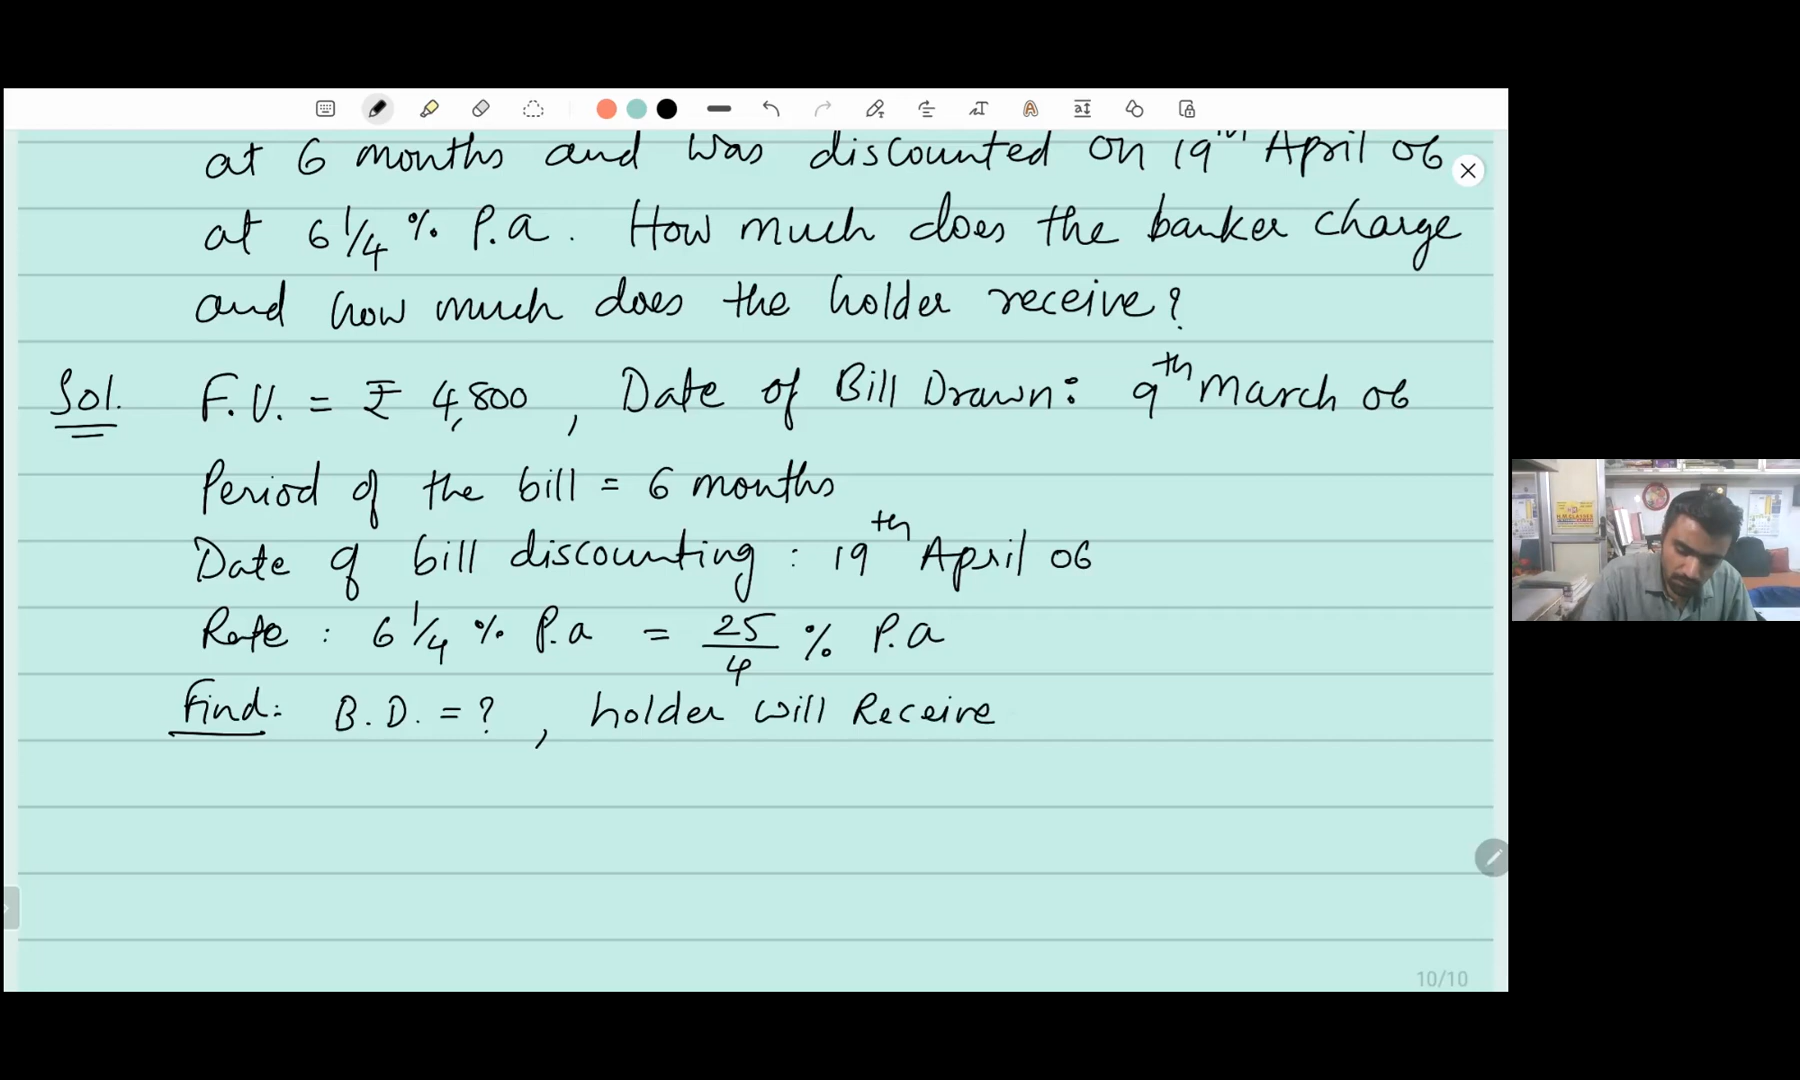 at 6 months and was discounted on 19th April 06
at 6 1/4 % P.a. How much does the banker charge
and how much does the holder receive?
Sol. F.V. = ₹ 4,800, Date of Bill Drawn: 9th March 06
Period of the bill = 6 months
Date of bill discounting: 19th April 06
Rate: 6 1/4 % P.a = 25/4 % P.a
Find: B.D. = ?, holder will Receive
10/10